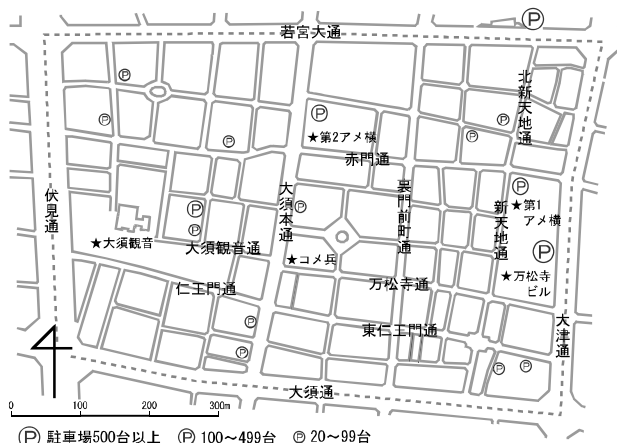 若宮大通
北新天地通
★第2アメ横
赤門通
伏見通
大須本通
裏門前町通
新天地通
★第1
アメ横
★大須観音
大須観音通
★コメ兵
万松寺通
★万松寺
ビル
仁王門通
東仁王門通
大津通
大須通
0 100 200 300m
Ⓟ 駐車場500台以上 Ⓟ 100～499台 Ⓟ 20～99台